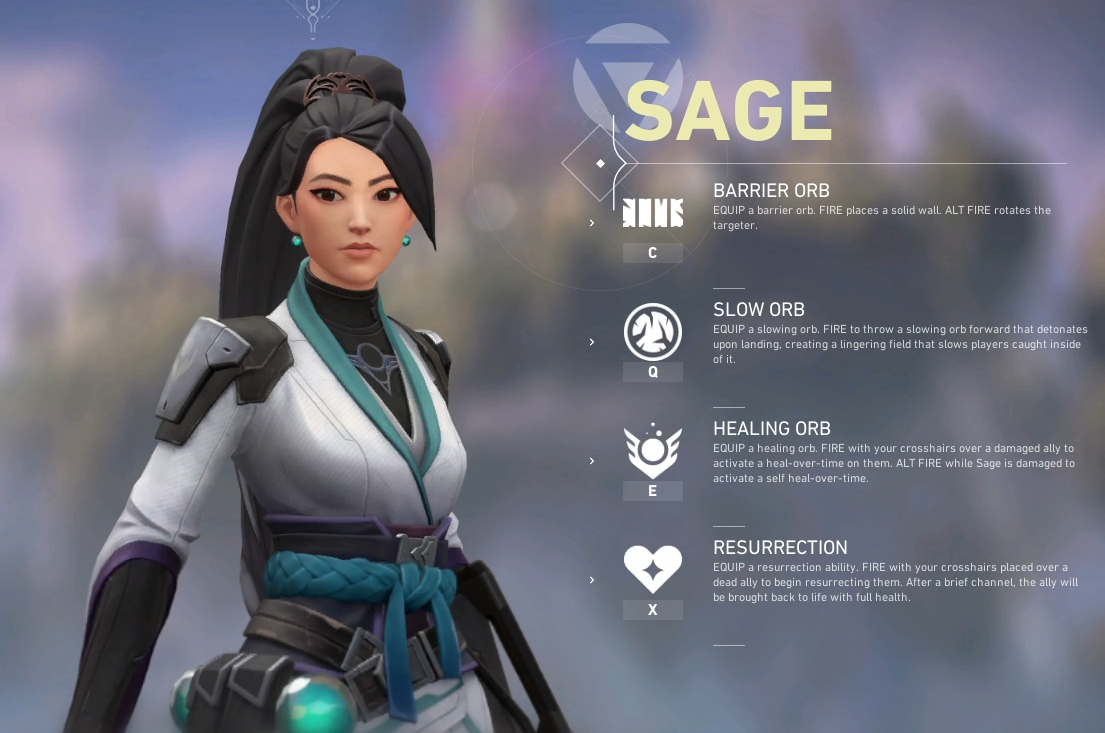 SAGE
BARRIER ORB
EQUIP a barrier orb. FIRE places a solid wall. ALT FIRE rotates the
targeter.
C
SLOW ORB
EQUIP a slowing orb. FIRE to throw a slowing orb forward that detonates
upon landing, creating a lingering field that slows players caught inside
of it.
Q
HEALING ORB
EQUIP a healing orb. FIRE with your crosshairs over a damaged ally to
activate a heal-over-time on them. ALT FIRE while Sage is damaged to
activate a self heal-over-time.
E
RESURRECTION
EQUIP a resurrection ability. FIRE with your crosshairs placed over a
dead ally to begin resurrecting them. After a brief channel, the ally will
be brought back to life with full health.
X